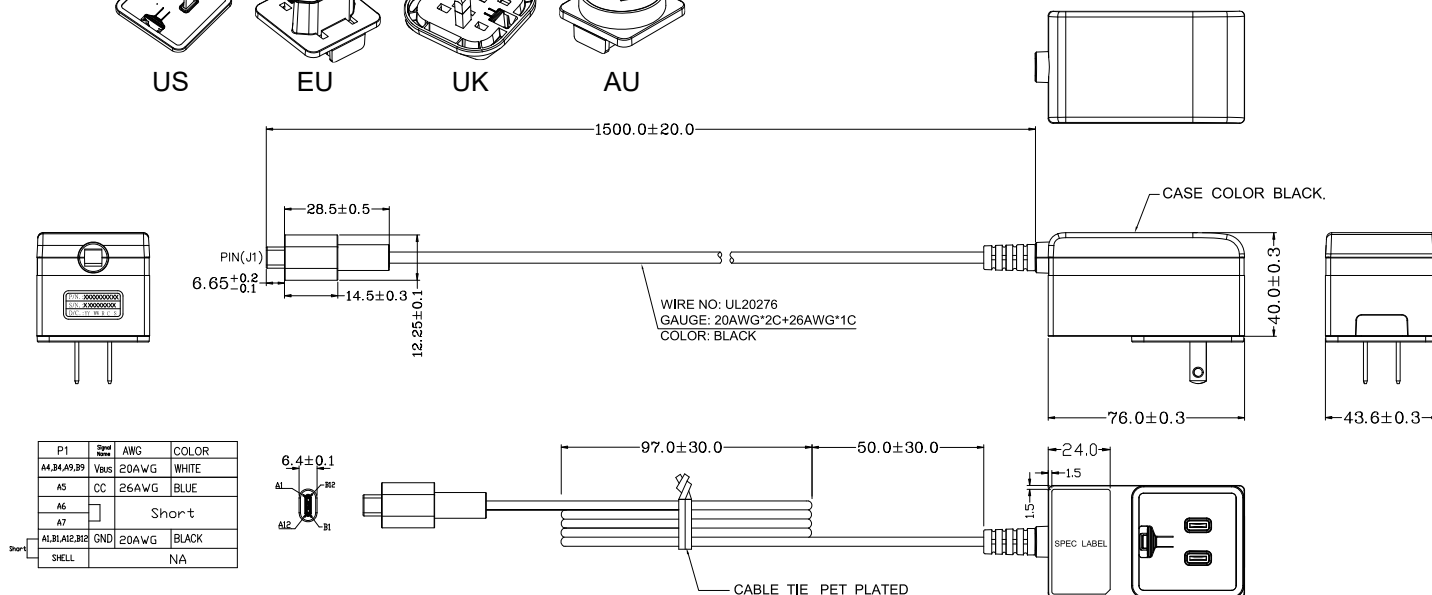 US
EU
UK
AU
1500.0±20.0
CASE COLOR BLACK.
28.5±0.5
PIN(J1)
6.65+0.2
-0.1
14.5±0.3
12.25±0.1
WIRE NO: UL20276
GAUGE: 20AWG*2C+26AWG*1C
COLOR: BLACK
40.0±0.3
P/N.:XXXXXXXXXX
S/N.:XXXXXXXXX
76.0±0.3
43.6±0.3
P1 Signal Name AWG COLOR
A4,B4,A9,B9 VBUS 20AWG WHITE
A5 CC 26AWG BLUE
A6
A7
Short
A1,B1,A12,B12 GND 20AWG BLACK
SHELL NA
Short
6.4±0.1
A1
B12
A12
B1
97.0±30.0
50.0±30.0
24.0
1.5
1.5
SPEC LABEL
CABLE TIE PET PLATED